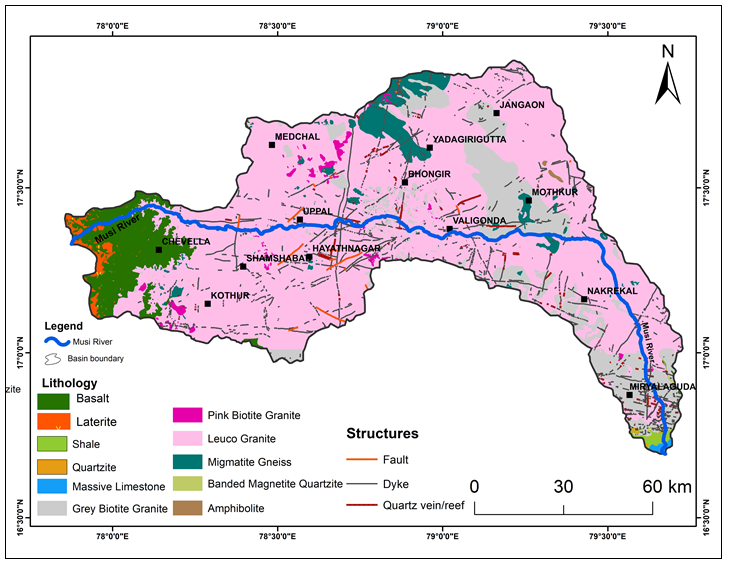 78°0'0"E 78°30'0"E 79°0'0"E 79°30'0"E
N
JANGAON
MEDCHAL
YADAGIRIGUTTA
17°30'0"N 17°30'0"N
BHONGIR
MOTHKUR
UPPAL
VALIGONDA
Musi River
CHEVELLA
HAYATHNAGAR
SHAMSHABAD
KOTHUR
NAKREKAL
Musi River
17°0'0"N 17°0'0"N
MIRYALAGUDA
Legend
Musi River
Basin boundary
zite
Lithology
Basalt
Laterite
Shale
Quartzite
Massive Limestone
Grey Biotite Granite
Pink Biotite Granite
Leuco Granite
Migmatite Gneiss
Banded Magnetite Quartzite
Amphibolite
Structures
Fault
Dyke
Quartz vein/reef
0 30 60 km
16°30'0"N 16°30'0"N
78°0'0"E 78°30'0"E 79°0'0"E 79°30'0"E